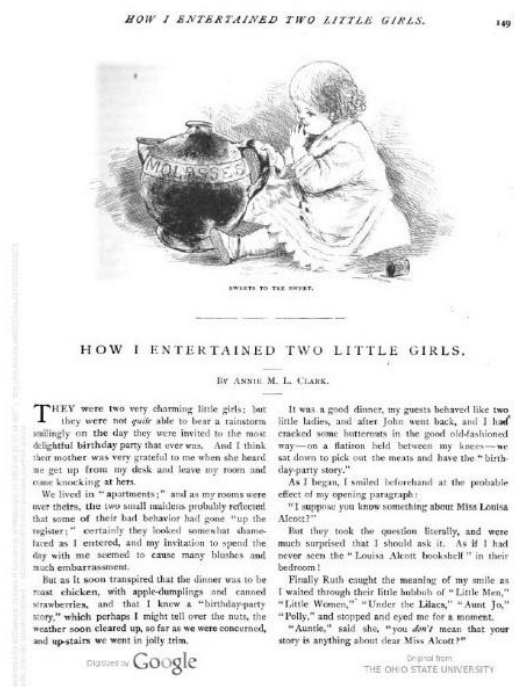 HOW I ENTERTAINED TWO LITTLE GIRLS.
149
MOLASSES
SWEETS TO THE SWEET.
HOW I ENTERTAINED TWO LITTLE GIRLS.
BY ANNIE M. L. CLARK.
THEY were two very charming little girls; but
they were not quite able to bear a rainstorm
smilingly on the day they were invited to the most
delightful birthday party that ever was. And I think
their mother was very grateful to me when she heard
me get up from my desk and leave my room and
come knocking at hers.
We lived in "apartments;" and as my rooms were
over theirs, the two small maidens probably reflected
that some of their bad behavior had gone "up the
register;" certainly they looked somewhat shame-
faced as I entered, and my invitation to spend the
day with me seemed to cause many blushes and
much embarrassment.
But as it soon transpired that the dinner was to be
roast chicken, with apple-dumplings and canned
strawberries, and that I knew a "birthday-party
story," which perhaps I might tell over the nuts, the
weather soon cleared up, so far as we were concerned,
and up-stairs we went in jolly trim.
It was a good dinner, my guests behaved like two
little ladies, and after John went back, and I had
cracked some butternuts in the good old-fashioned
way—on a flatiron held between my knees—we
sat down to pick out the meats and have the "birth-
day-party story."
As I began, I smiled beforehand at the probable
effect of my opening paragraph:
"I suppose you know something about Miss Louisa
Alcott?"
But they took the question literally, and were
much surprised that I should ask it. As if I had
never seen the "Louisa Alcott bookshelf" in their
bedroom!
Finally Ruth caught the meaning of my smile as
I waited through their little hubbub of "Little Men,"
"Little Women," "Under the Lilacs," "Aunt Jo,"
"Polly," and stopped and eyed me for a moment.
"Auntie," said she, "you don't mean that your
story is anything about dear Miss Alcott?"
Digitized by Google
Original from
THE OHIO STATE UNIVERSITY